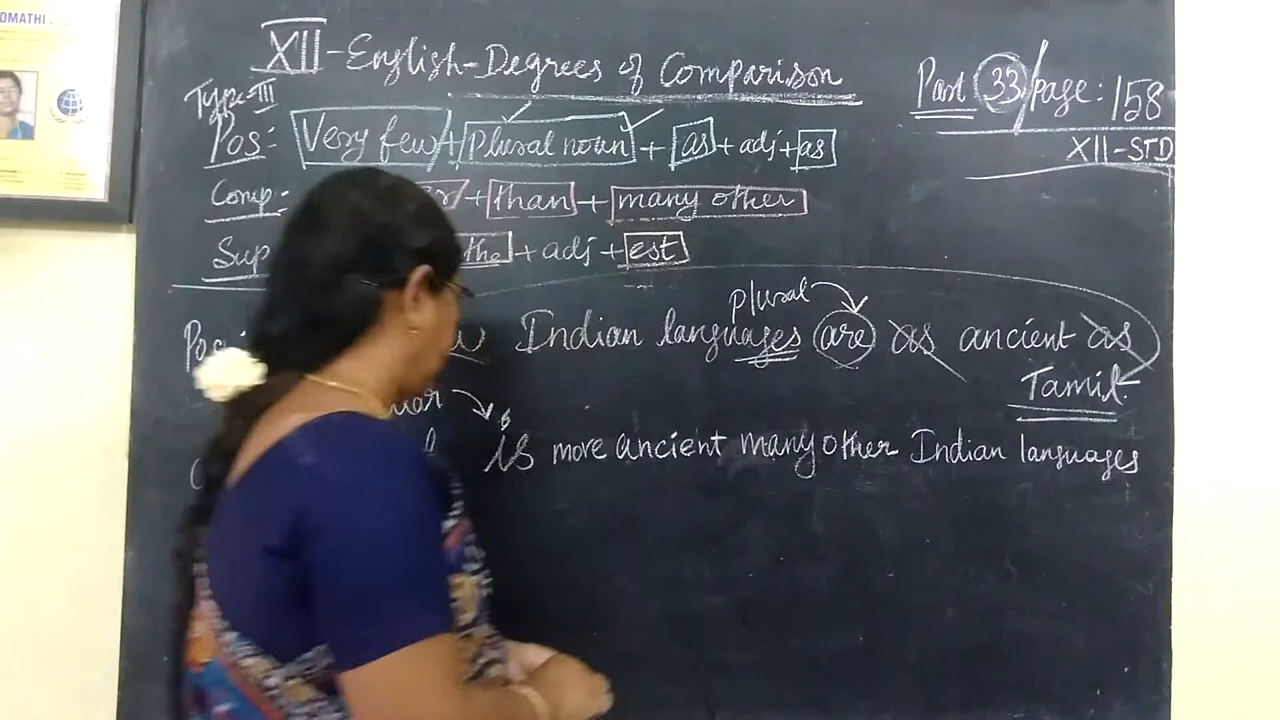 OMATHI
XII-English-Degrees of Comparison
Type-III
Part 33/page: 158
XII-STD
Pos: Very few + Plural noun + as + adj + as
Comp:- + than + many other
Sup the + adj + est
plural
Indian languages are as ancient as
Tamil.
is more ancient many other Indian languages